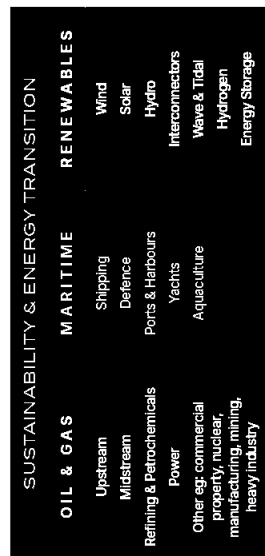 SUSTAINABILITY & ENERGY TRANSITION
OIL & GAS
Upstream
Midstream
Refining & Petrochemicals
Power
Other eg: commercial
property, nuclear,
manufacturing, mining,
heavy industry
MARITIME
Shipping
Defence
Ports & Harbours
Yachts
Aquaculture
RENEWABLES
Wind
Solar
Hydro
Interconnectors
Wave & Tidal
Hydrogen
Energy Storage